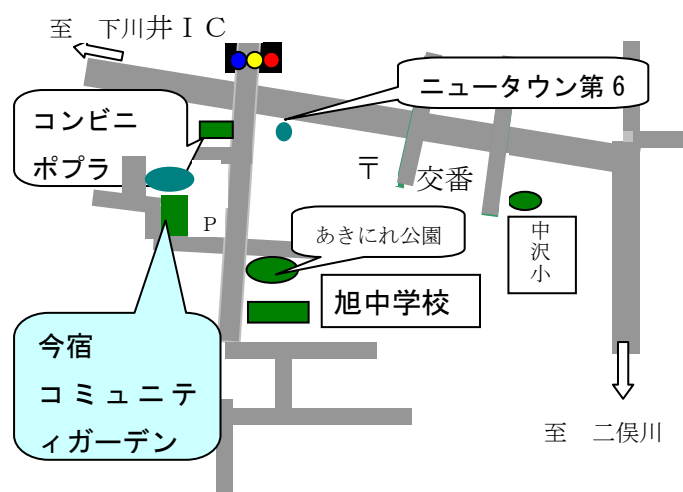 至　下川井ＩＣ
ニュータウン第６
コンビニ
ポプラ
〒　交番
Ｐ
あきにれ公園
中沢小
旭中学校
今宿
コミュニテ
ィガーデン
至　二俣川